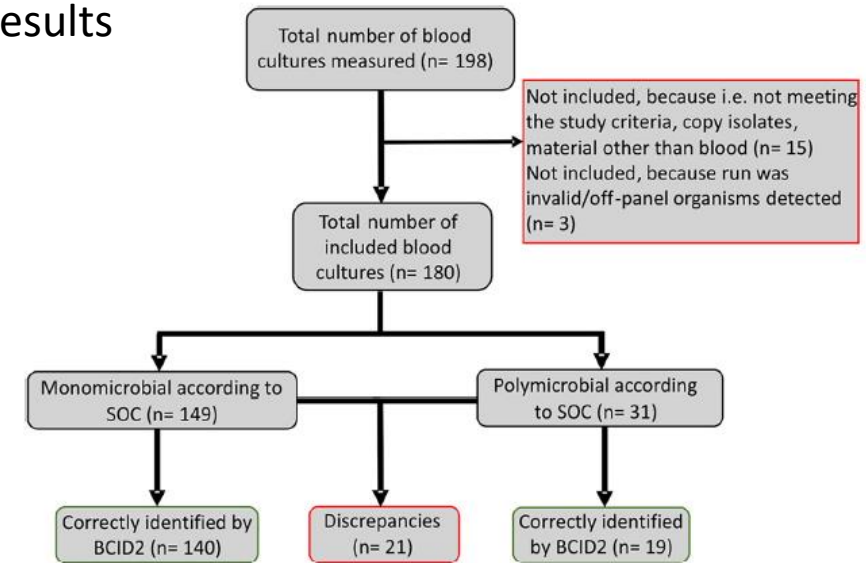 esults
Total number of blood
cultures measured (n= 198)
Not included, because i.e. not meeting
the study criteria, copy isolates,
material other than blood (n= 15)
Not included, because run was
invalid/off-panel organisms detected
(n= 3)
Total number of
included blood
cultures (n= 180)
Monomicrobial according to
SOC (n= 149)
Polymicrobial according
to SOC (n= 31)
Correctly identified by
BCID2 (n= 140)
Discrepancies
(n= 21)
Correctly identified
by BCID2 (n= 19)